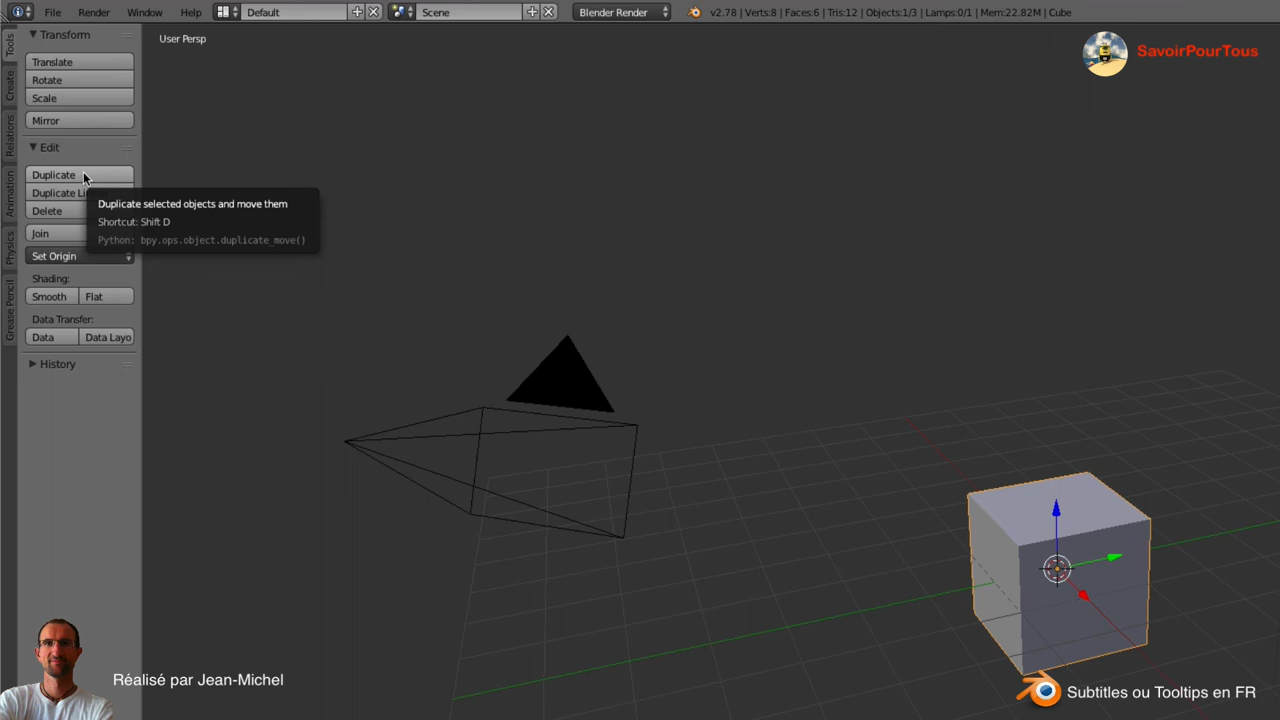 File Render Window Help Default Scene Blender Render v2.78 | Verts:8 | Faces:6 | Tris:12 | Objects:1/3 | Lamps:0/1 | Mem:22.82M | Cube
Tools
Create
Relations
Animation
Physics
Grease Pencil
Transform
Translate
Rotate
Scale
Mirror
Edit
Duplicate
Duplicate Li
Delete
Join
Set Origin
Shading:
Smooth Flat
Data Transfer:
Data Data Layo
History
User Persp
Duplicate selected objects and move them
Shortcut: Shift D
Python: bpy.ops.object.duplicate_move()
SavoirPourTous
Réalisé par Jean-Michel
Subtitles ou Tooltips en FR